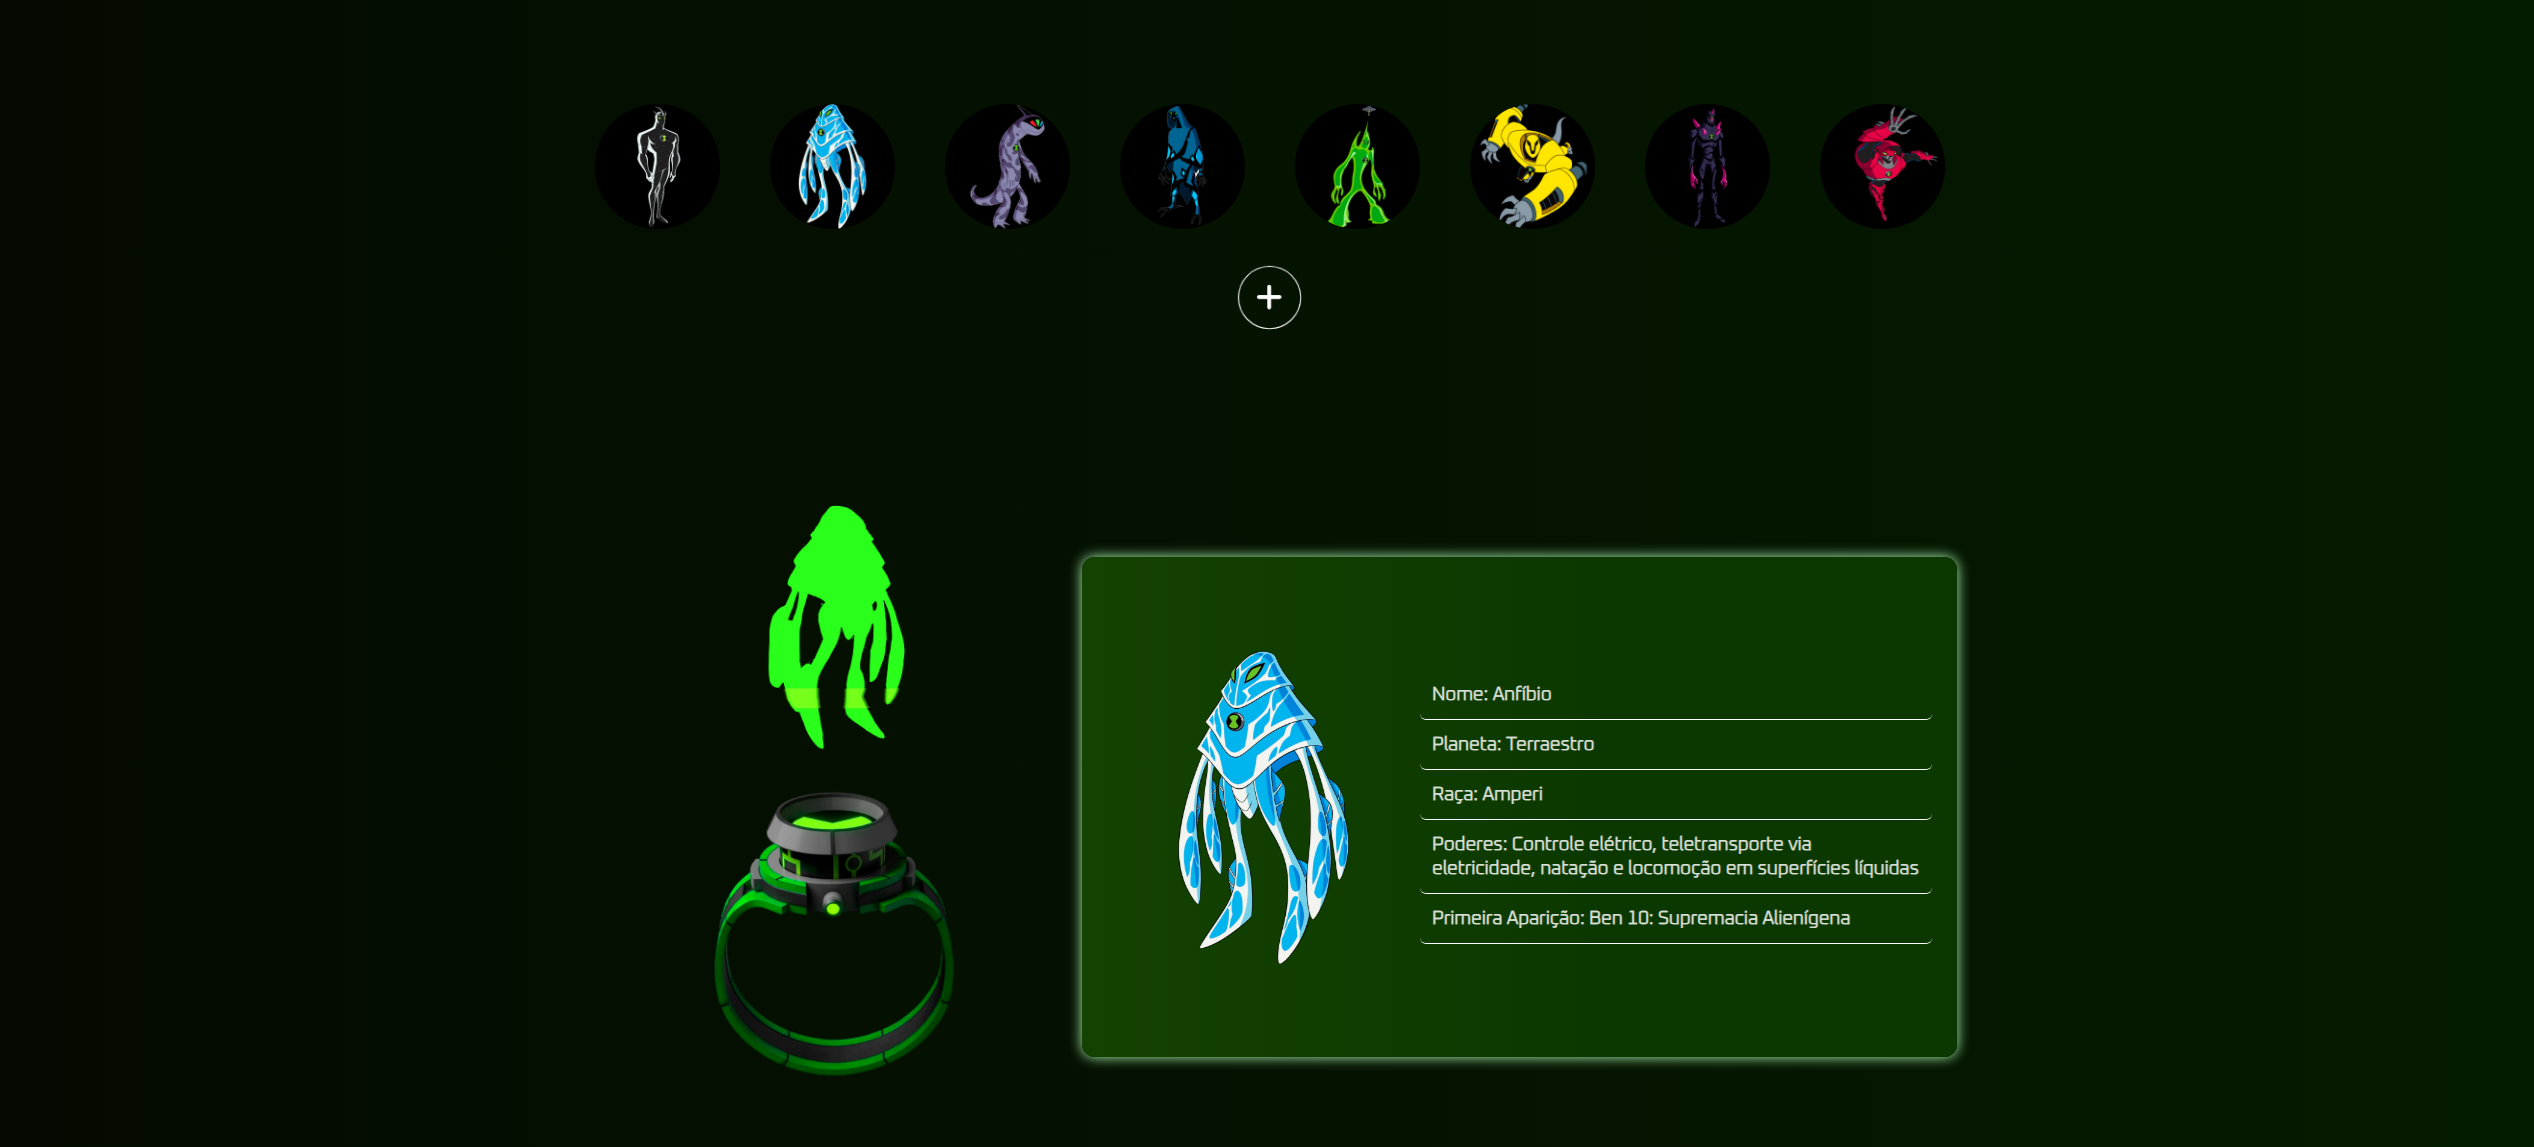 Nome: Anfíbio
Planeta: Terraestro
Raça: Amperi
Poderes: Controle elétrico, teletransporte via
eletricidade, natação e locomoção em superfícies líquidas
Primeira Aparição: Ben 10: Supremacia Alienígena